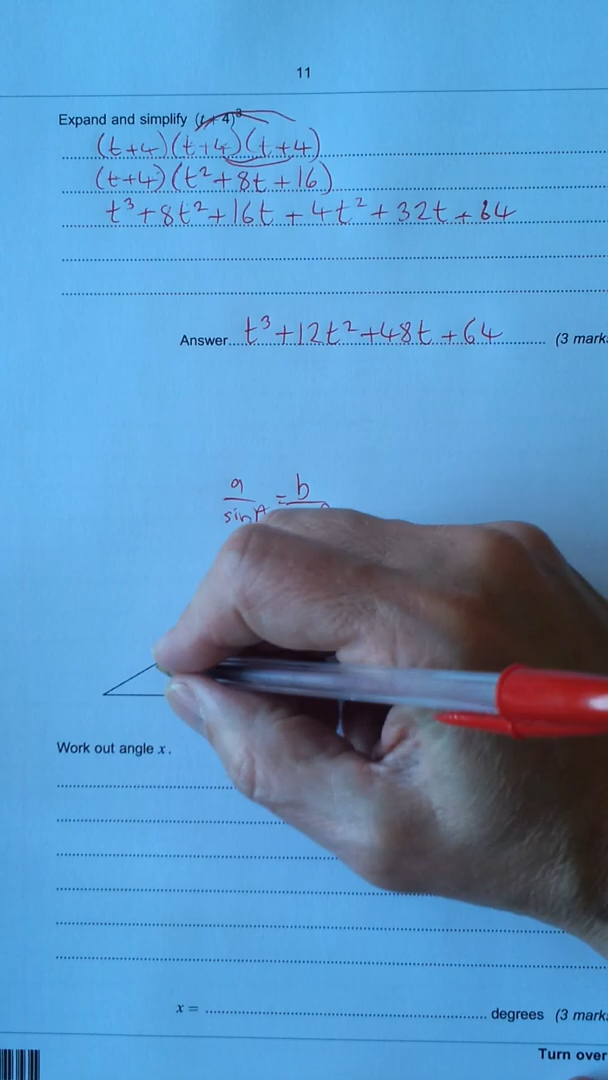 11
Expand and simplify (t + 4)³
(t+4)(t+4)(t+4)
(t+4)(t²+8t+16)
t³+8t²+16t+4t²+32t+64
Answer t³+12t²+48t+64 (3 mark
a = b
sin A
Work out angle x.
x = degrees (3 mark
Turn over